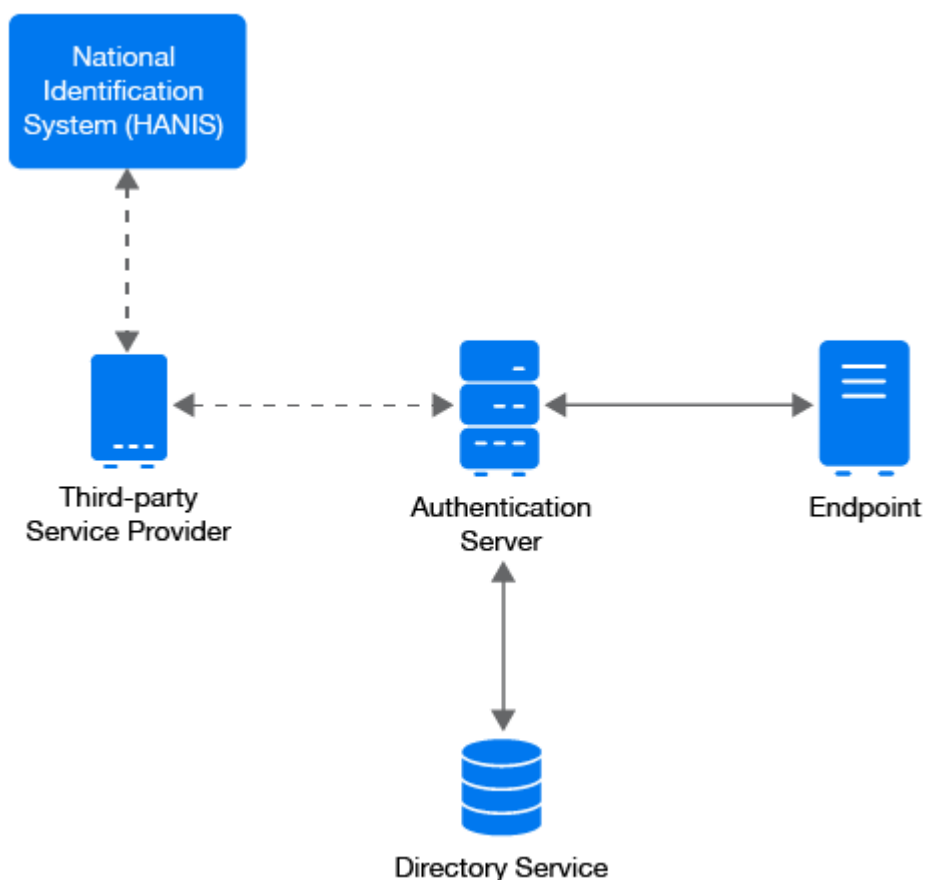 National
Identification
System (HANIS)
Third-party
Service Provider
Authentication
Server
Endpoint
Directory Service